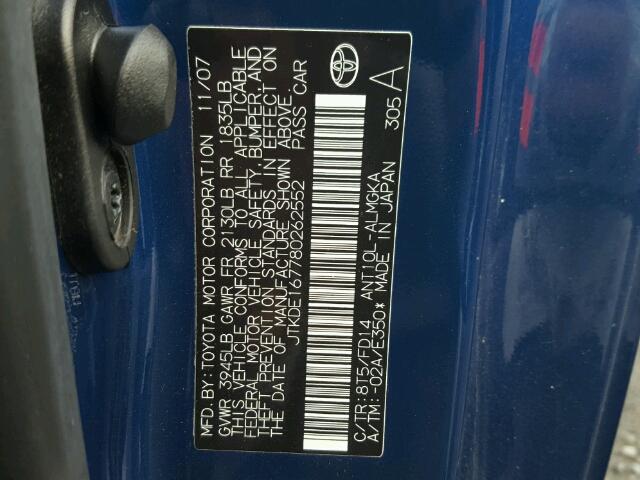 MFD.BY: TOYOTA MOTOR CORPORATION 11/07
GVWR 3945LB GAWR FR 2130LB RR 1835LB
THIS VEHICLE CONFORMS TO ALL APPLICABLE
FEDERAL MOTOR VEHICLE SAFETY, BUMPER, AND
THEFT PREVENTION STANDARDS IN EFFECT ON
THE DATE OF MANUFACTURE SHOWN ABOVE.
JTKDE167780262552 PASS CAR
C/TR: 8T5/FD14 ANT10L-ALMGKA
A/TM: -02A/E350* MADE IN JAPAN
305 A